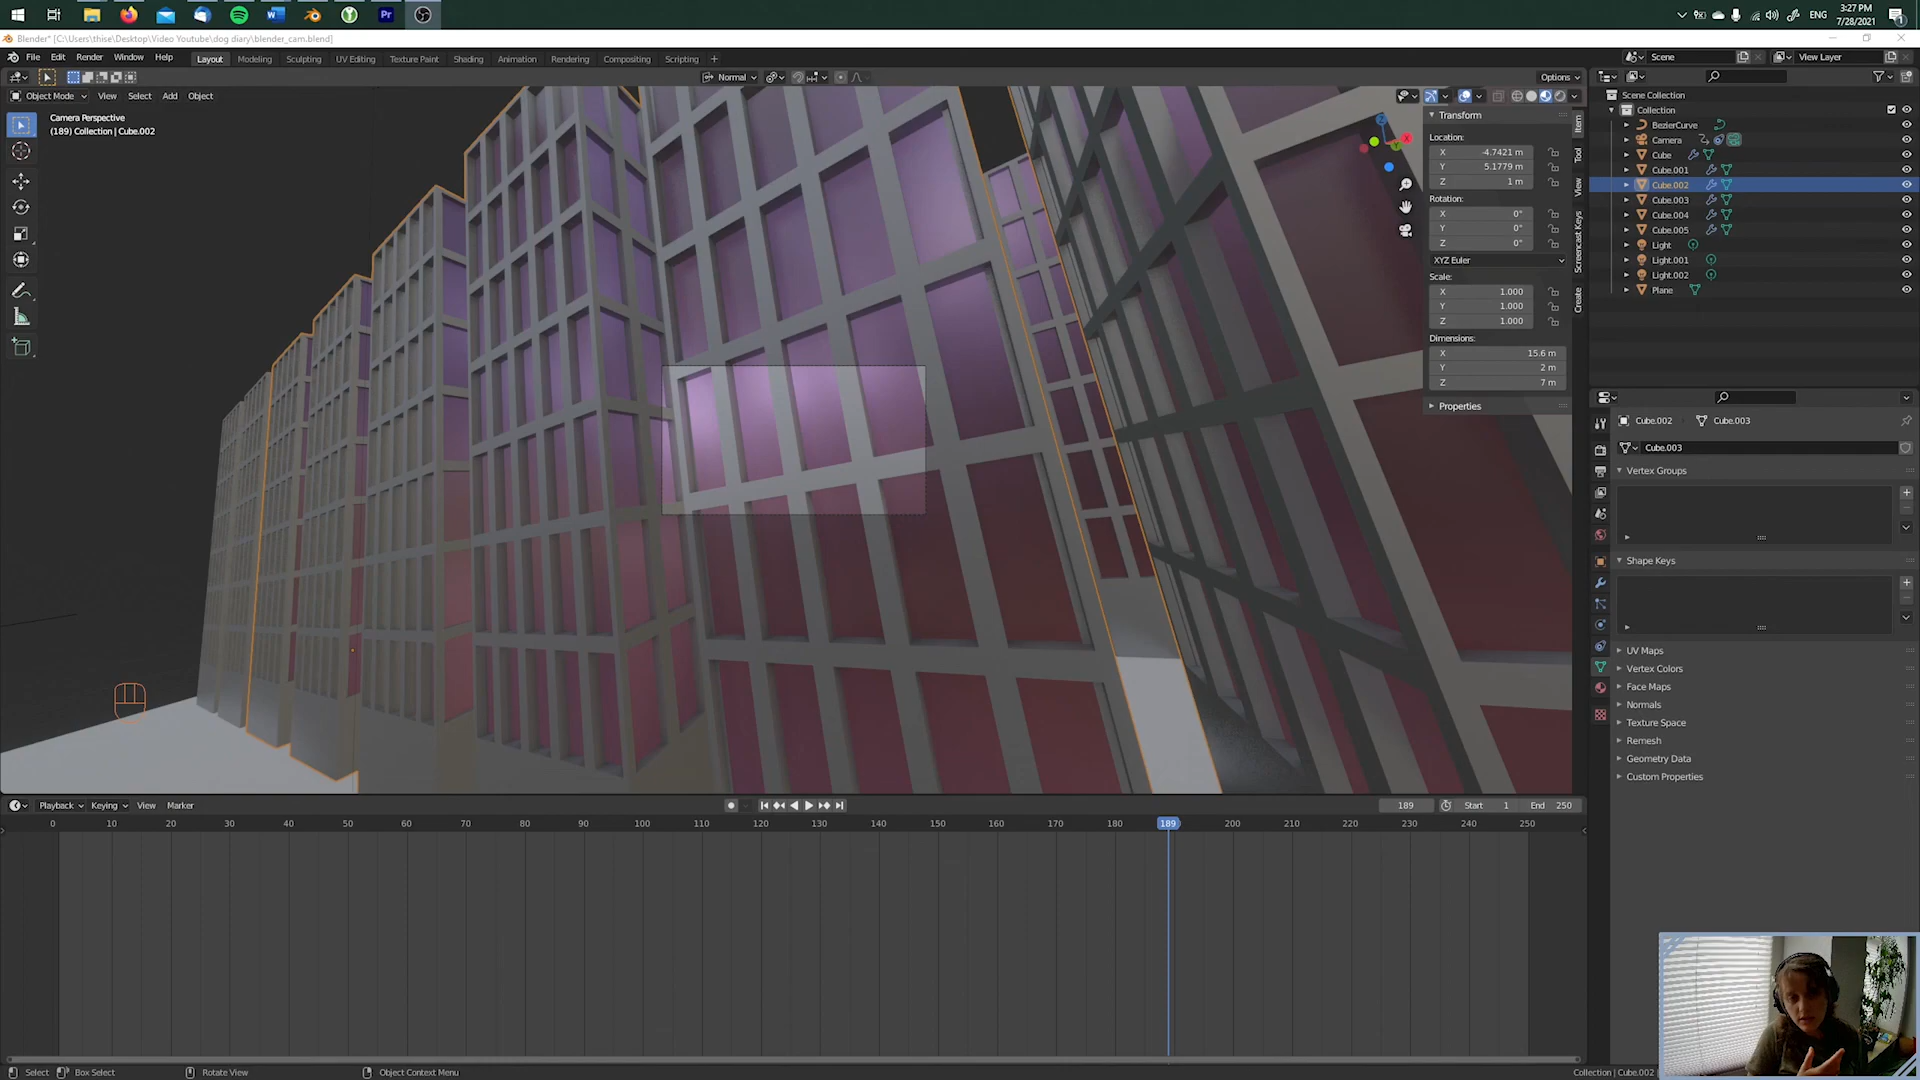 W
Pr
ENG
3:27 PM
7/28/2021
Blender* [C:\Users\thise\Desktop\Video Youtube\dog diary\blender_cam.blend]
File Edit Render Window Help
Layout Modeling Sculpting UV Editing Texture Paint Shading Animation Rendering Compositing Scripting +
Scene
View Layer
Normal
Options
Object Mode View Select Add Object
Camera Perspective
(189) Collection | Cube.002
Transform
Location:
X -4.7421 m
Y 5.1779 m
Z 1 m
Rotation:
X 0°
Y 0°
Z 0°
XYZ Euler
Scale:
X 1.000
Y 1.000
Z 1.000
Dimensions:
X 15.6 m
Y 2 m
Z 7 m
Properties
Item
Tool
View
Screencast Keys
Create
Scene Collection
Collection
BezierCurve
Camera
Cube
Cube.001
Cube.002
Cube.003
Cube.004
Cube.005
Light
Light.001
Light.002
Plane
Cube.002 Cube.003
Cube.003
Vertex Groups
Shape Keys
UV Maps
Vertex Colors
Face Maps
Normals
Texture Space
Remesh
Geometry Data
Custom Properties
Playback Keying View Marker
189 Start 1 End 250
0 10 20 30 40 50 60 70 80 90 100 110 120 130 140 150 160 170 180 189 200 210 220 230 240 250
Select Box Select Rotate View Object Context Menu
Collection | Cube.002